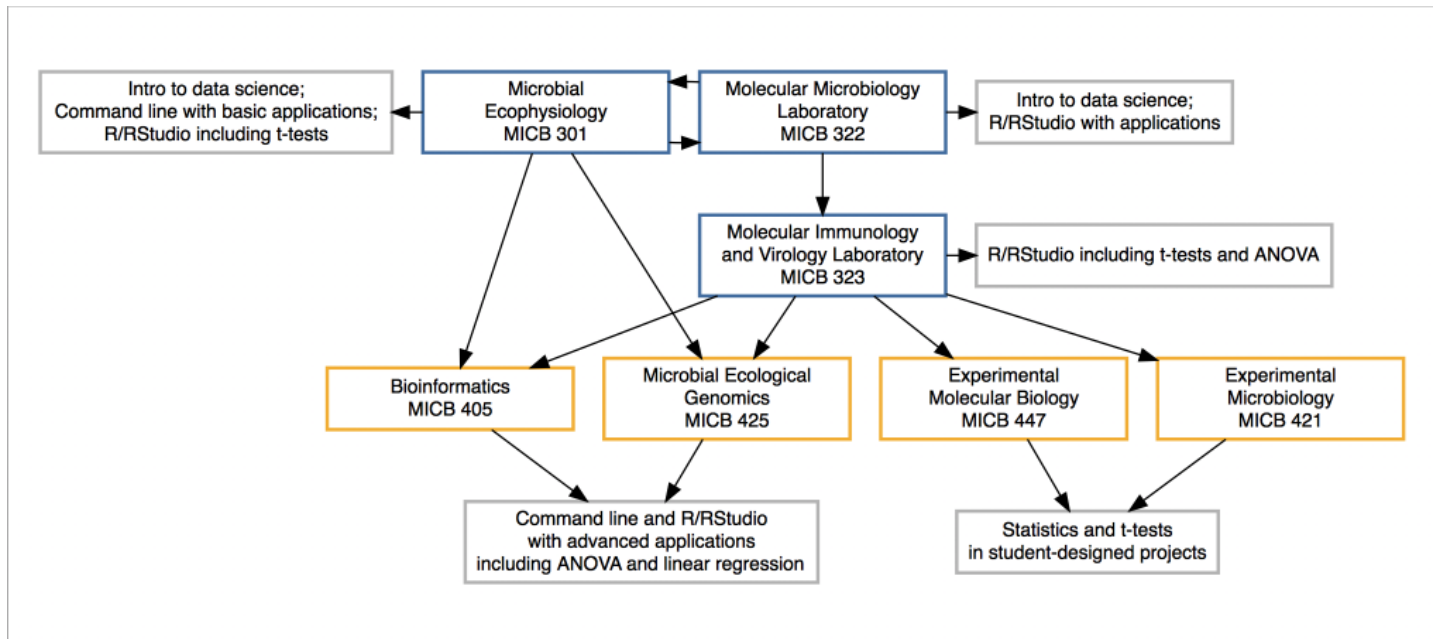 Intro to data science;
Command line with basic applications;
R/RStudio including t-tests
Microbial
Ecophysiology
MICB 301
Molecular Microbiology
Laboratory
MICB 322
Intro to data science;
R/RStudio with applications
Molecular Immunology
and Virology Laboratory
MICB 323
R/RStudio including t-tests and ANOVA
Bioinformatics
MICB 405
Microbial Ecological
Genomics
MICB 425
Experimental
Molecular Biology
MICB 447
Experimental
Microbiology
MICB 421
Command line and R/RStudio
with advanced applications
including ANOVA and linear regression
Statistics and t-tests
in student-designed projects